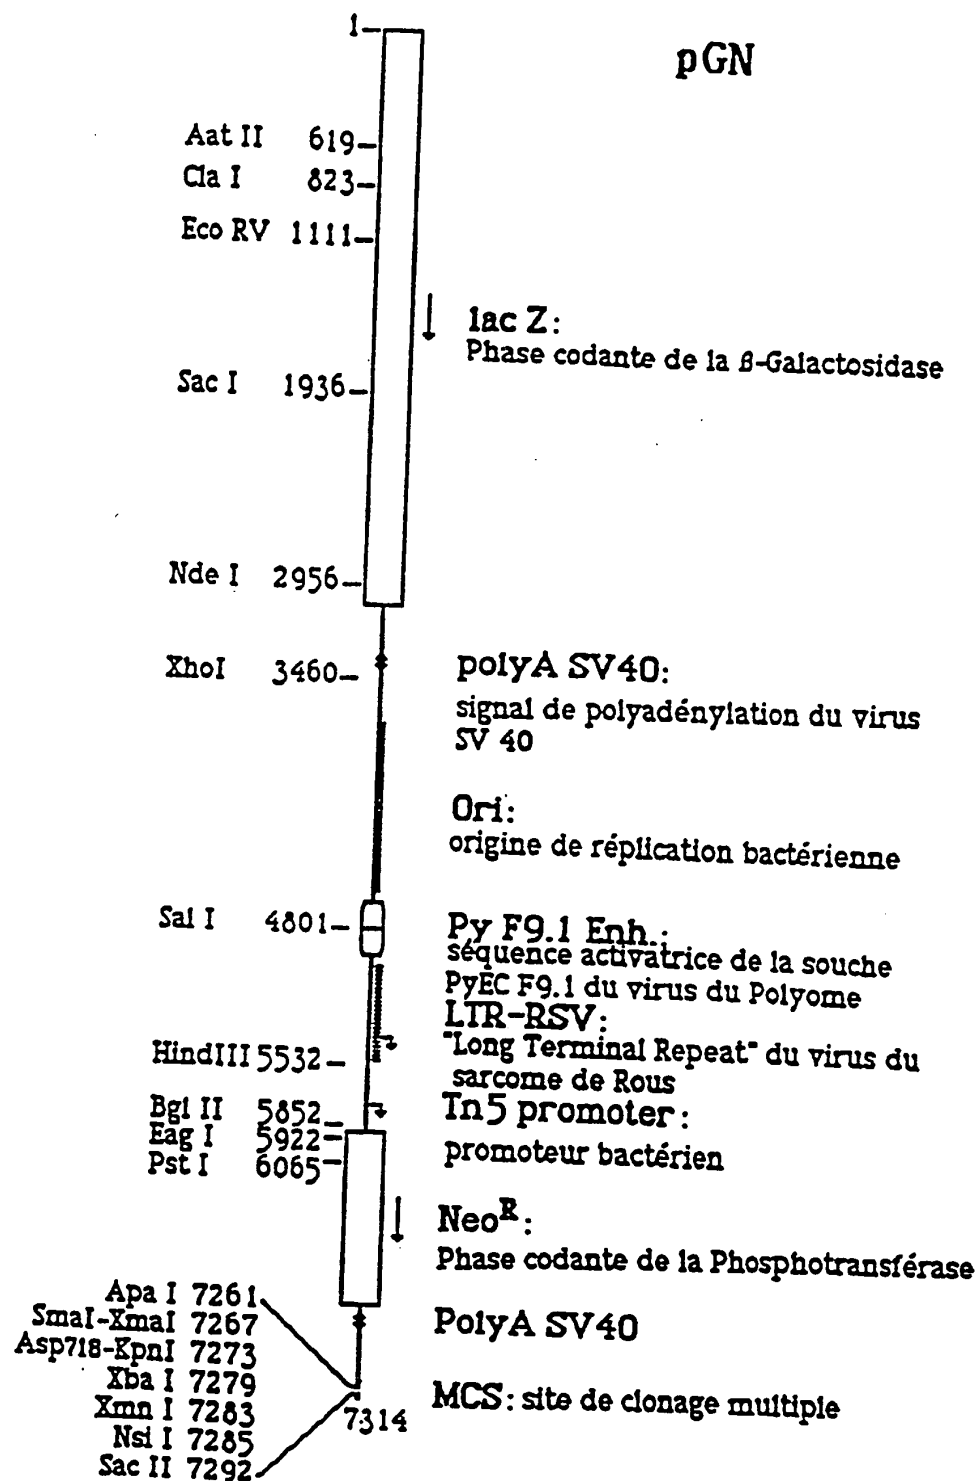 pGN
1
Aat II 619
Cla I 823
Eco RV 1111
lac Z:
Phase codante de la β-Galactosidase
Sac I 1936
Nde I 2956
XhoI 3460
polyA SV40:
signal de polyadénylation du virus
SV 40
Ori:
origine de réplication bactérienne
Sal I 4801
Py F9.1 Enh.:
séquence activatrice de la souche
PyEC F9.1 du virus du Polyome
LTR-RSV:
"Long Terminal Repeat" du virus du
sarcome de Rous
HindIII 5532
Bgl II 5852
Eag I 5922
Pst I 6065
Tn5 promoter:
promoteur bactérien
NeoR:
Phase codante de la Phosphotransférase
Apa I 7261
SmaI-XmaI 7267
Asp718-KpnI 7273
Xba I 7279
Xmn I 7283
Nsi I 7285
Sac II 7292
PolyA SV40
MCS: site de clonage multiple
7314